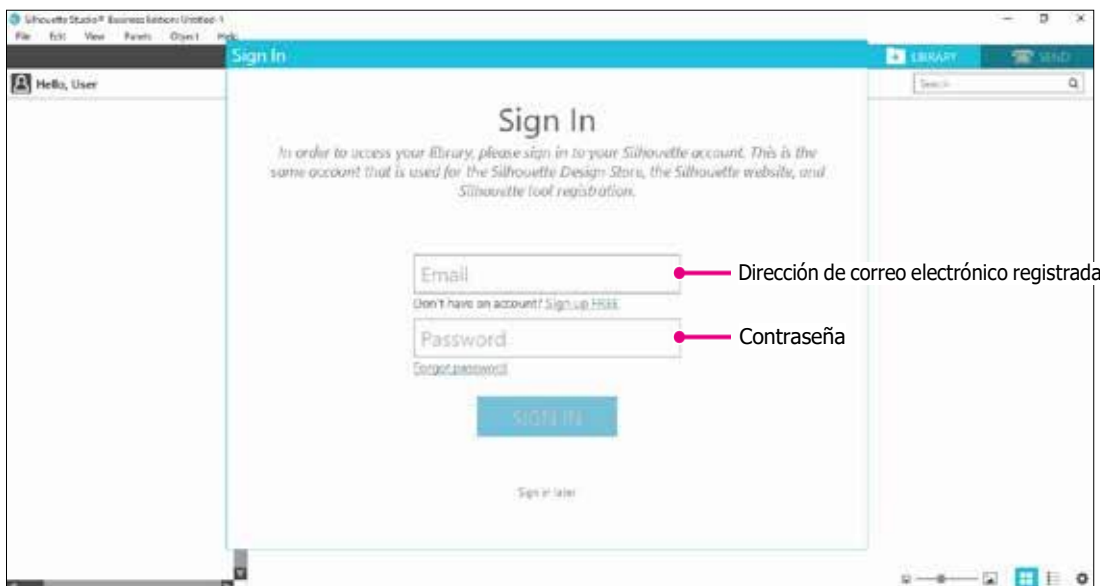 Silhouette Studio® Business Edition: Untitled-1
File Edit View Panels Object Help
Sign In
LIBRARY
SEND
Hello, User
Search
Sign In
In order to access your library, please sign in to your Silhouette account. This is the
same account that is used for the Silhouette Design Store, the Silhouette website, and
Silhouette tool registration.
Email
Dirección de correo electrónico registrada
Don't have an account? Sign up FREE
Password
Contraseña
Forgot password
SIGN IN
Sign in later